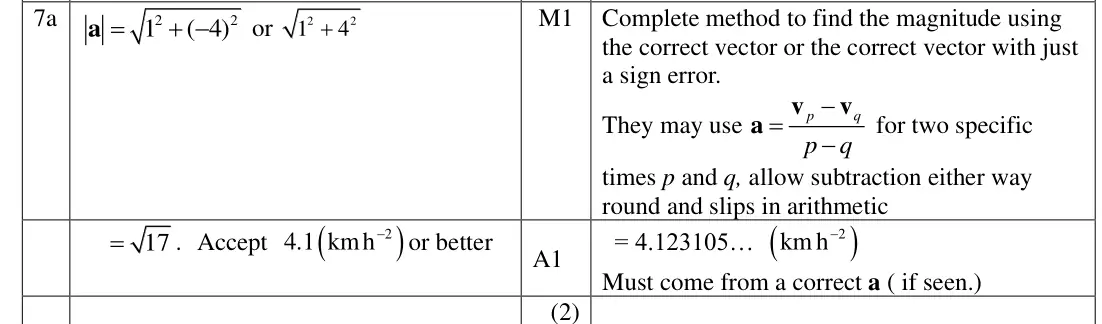 7a |a| = √(1² + (−4)²) or √(1² + 4²) M1 Complete method to find the magnitude using
the correct vector or the correct vector with just
a sign error.
They may use a = (vₚ − v_q)/(p − q) for two specific
times p and q, allow subtraction either way
round and slips in arithmetic
= √17 . Accept 4.1 (km h⁻²) or better A1 = 4.123105… (km h⁻²)
Must come from a correct a ( if seen.)
(2)